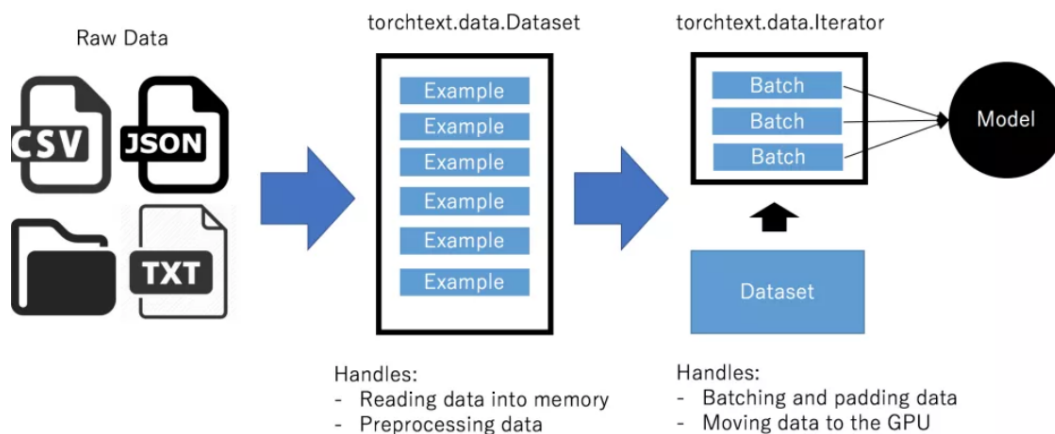 Raw Data
CSV
JSON
TXT
torchtext.data.Dataset
Example
Example
Example
Example
Example
Example
Handles:
- Reading data into memory
- Preprocessing data
torchtext.data.Iterator
Batch
Batch
Batch
Model
Dataset
Handles:
- Batching and padding data
- Moving data to the GPU